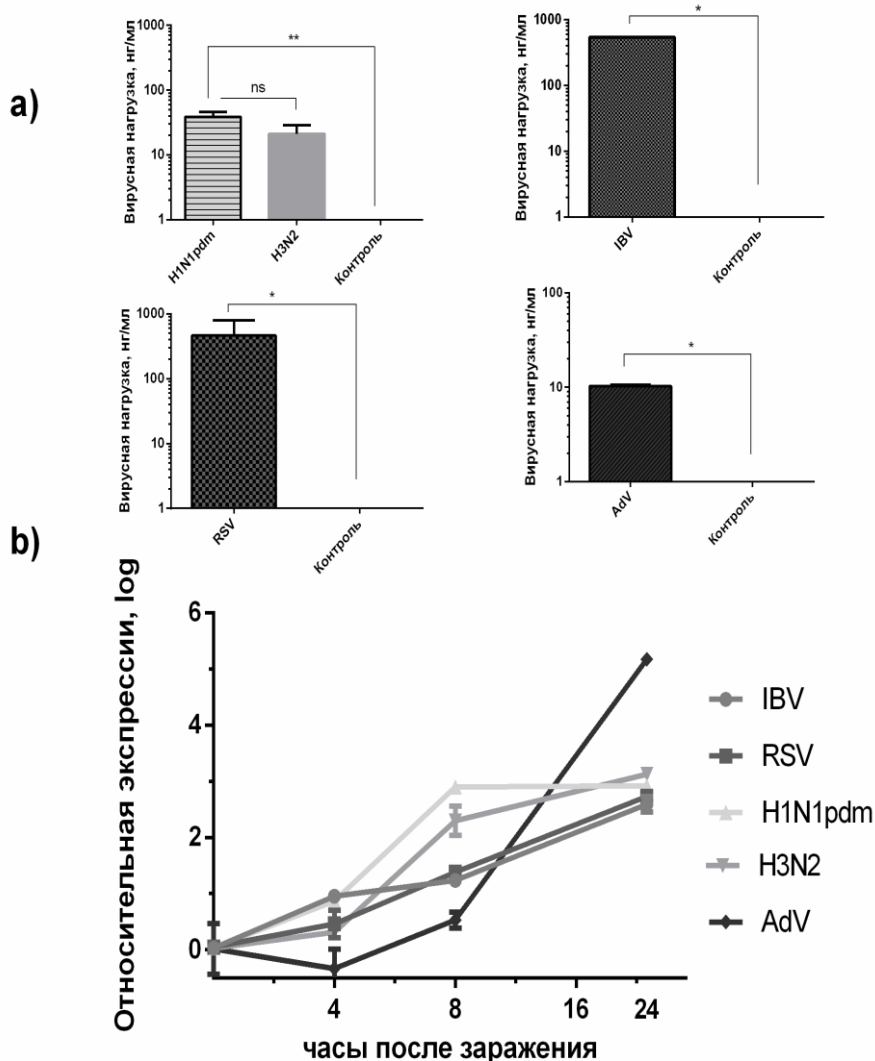 a)
Вирусная нагрузка, нг/мл
1000
100
10
1
**
ns
H1N1pdm
H3N2
Контроль
Вирусная нагрузка, нг/мл
1000
100
10
1
*
IBV
Контроль
Вирусная нагрузка, нг/мл
1000
100
10
1
*
RSV
Контроль
Вирусная нагрузка, нг/мл
100
10
1
*
AdV
Контроль
b)
Относительная экспрессии, log
6
4
2
0
4 8 16 24
часы после заражения
IBV
RSV
H1N1pdm
H3N2
AdV